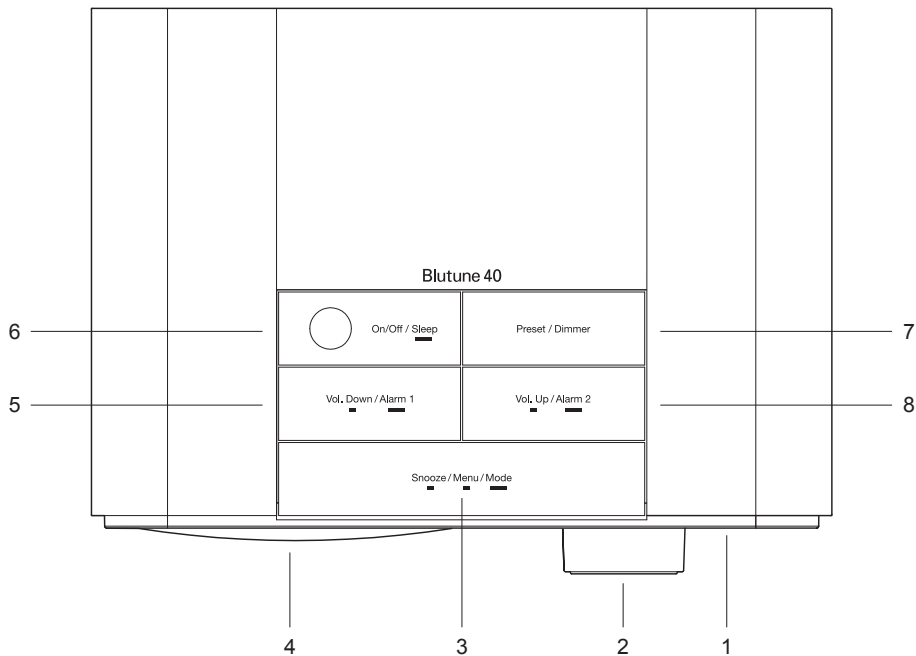 Blutune 40
6
On/Off / Sleep
Preset / Dimmer
7
5
Vol. Down / Alarm 1
Vol. Up / Alarm 2
8
Snooze / Menu / Mode
4
3
2
1